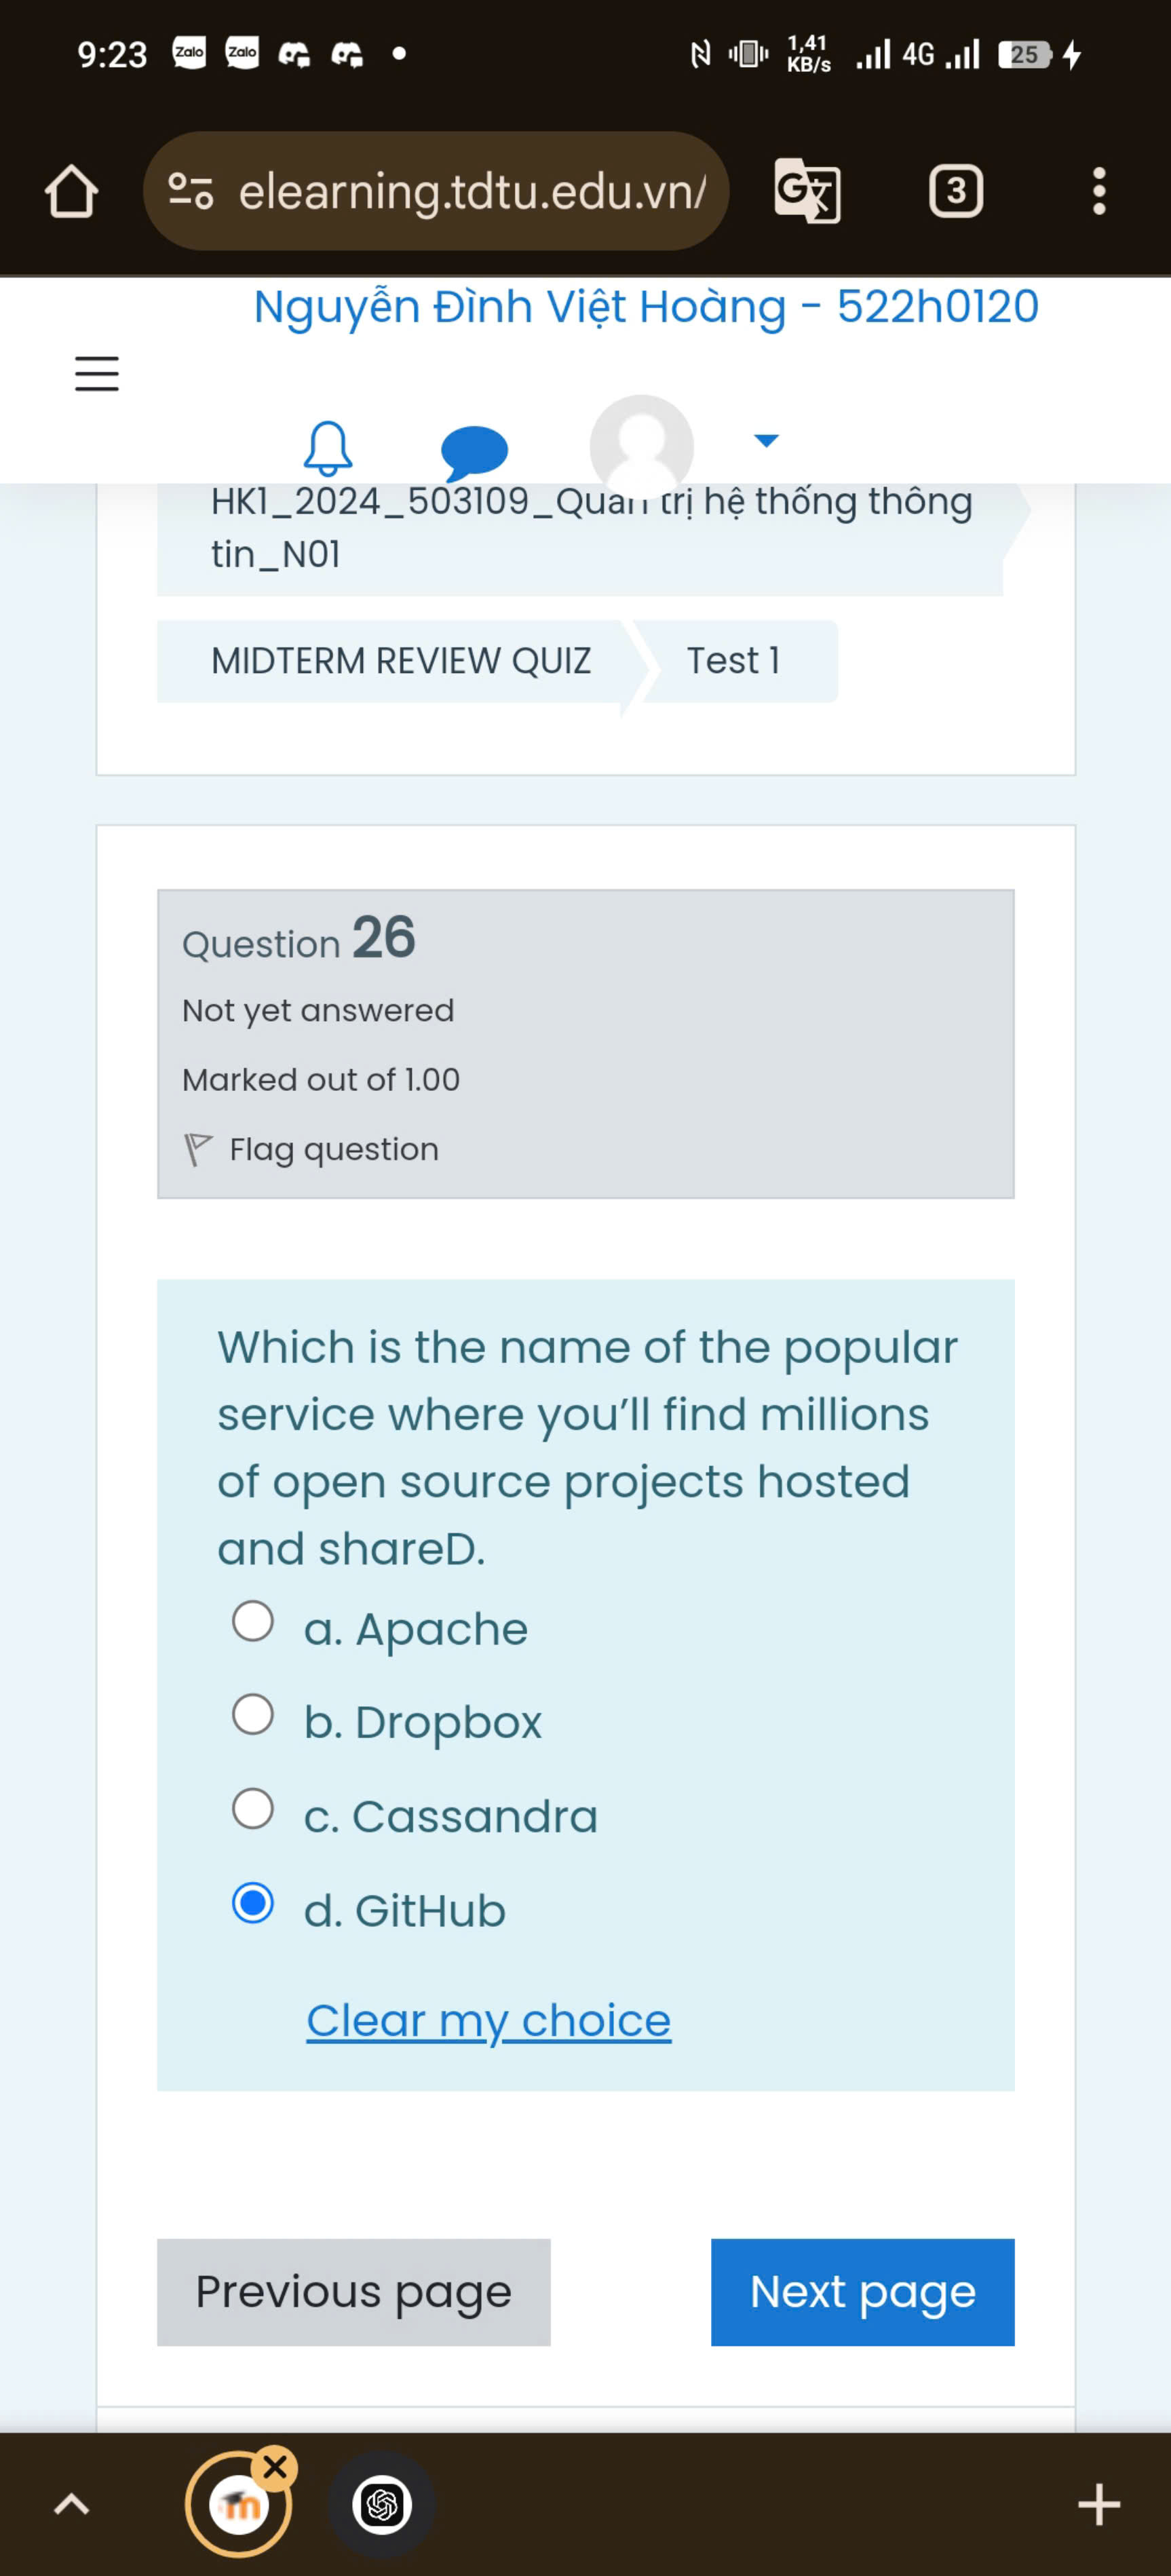 9:23 Zalo Zalo 1,41 KB/s 4G 25
elearning.tdtu.edu.vn/ 3
Nguyễn Đình Việt Hoàng - 522h0120
HK1_2024_503109_Quản trị hệ thống thông
tin_N01
MIDTERM REVIEW QUIZ Test 1
Question 26
Not yet answered
Marked out of 1.00
Flag question
Which is the name of the popular
service where you’ll find millions
of open source projects hosted
and shareD.
a. Apache
b. Dropbox
c. Cassandra
d. GitHub
Clear my choice
Previous page Next page